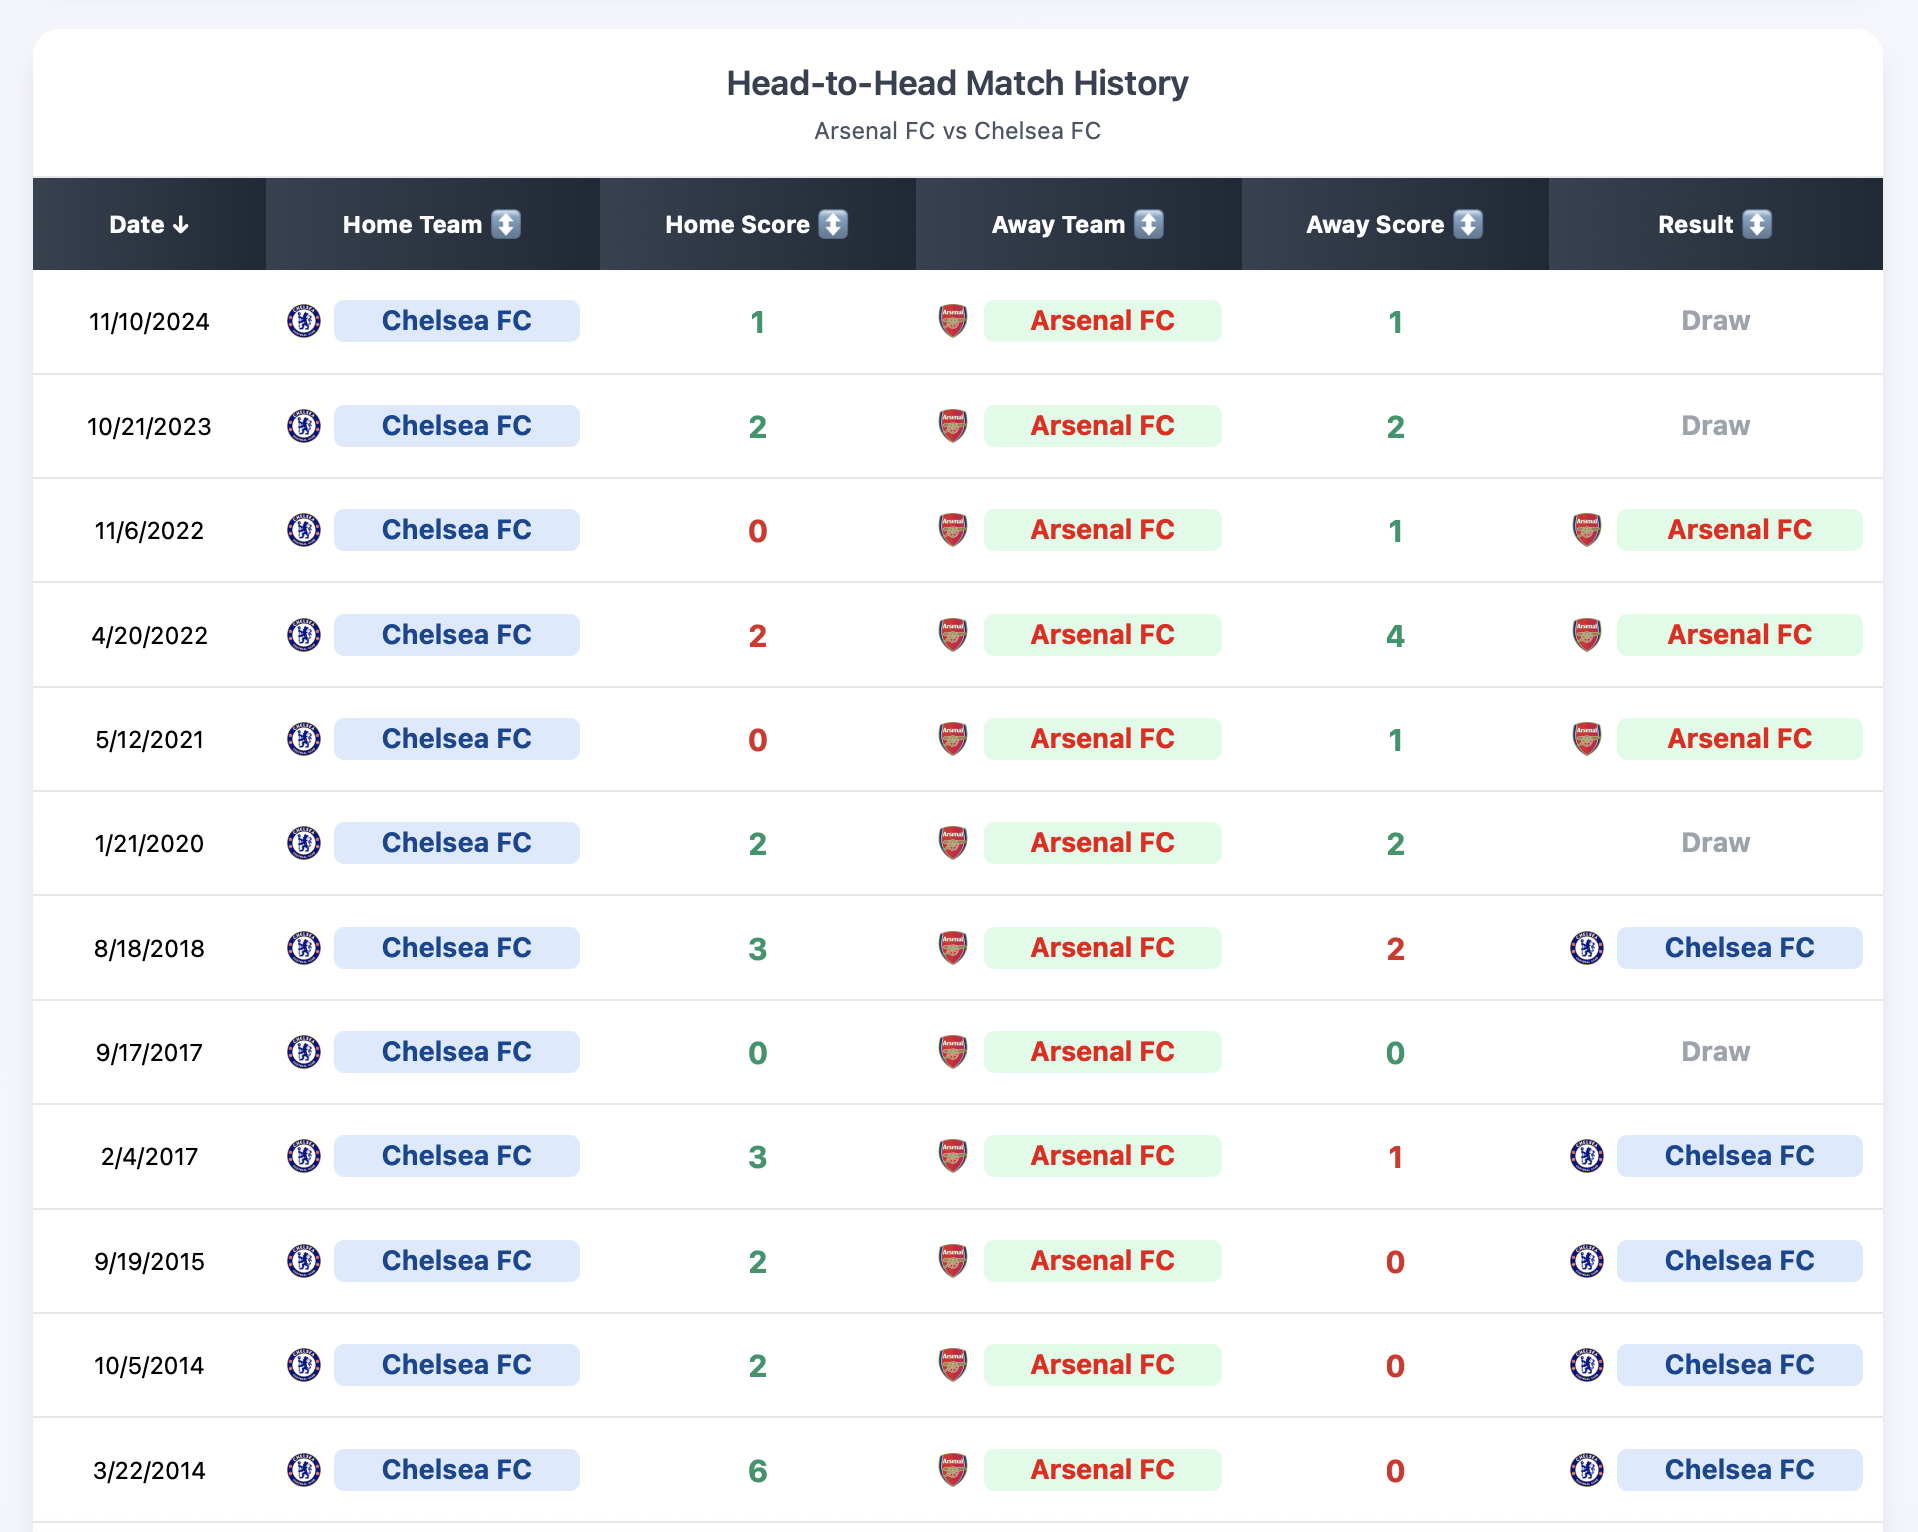 Head-to-Head Match History
Arsenal FC vs Chelsea FC
Date ↓ Home Team ↕️ Home Score ↕️ Away Team ↕️ Away Score ↕️ Result ↕️
11/10/2024 Chelsea FC 1 Arsenal FC 1 Draw
10/21/2023 Chelsea FC 2 Arsenal FC 2 Draw
11/6/2022 Chelsea FC 0 Arsenal FC 1 Arsenal FC
4/20/2022 Chelsea FC 2 Arsenal FC 4 Arsenal FC
5/12/2021 Chelsea FC 0 Arsenal FC 1 Arsenal FC
1/21/2020 Chelsea FC 2 Arsenal FC 2 Draw
8/18/2018 Chelsea FC 3 Arsenal FC 2 Chelsea FC
9/17/2017 Chelsea FC 0 Arsenal FC 0 Draw
2/4/2017 Chelsea FC 3 Arsenal FC 1 Chelsea FC
9/19/2015 Chelsea FC 2 Arsenal FC 0 Chelsea FC
10/5/2014 Chelsea FC 2 Arsenal FC 0 Chelsea FC
3/22/2014 Chelsea FC 6 Arsenal FC 0 Chelsea FC